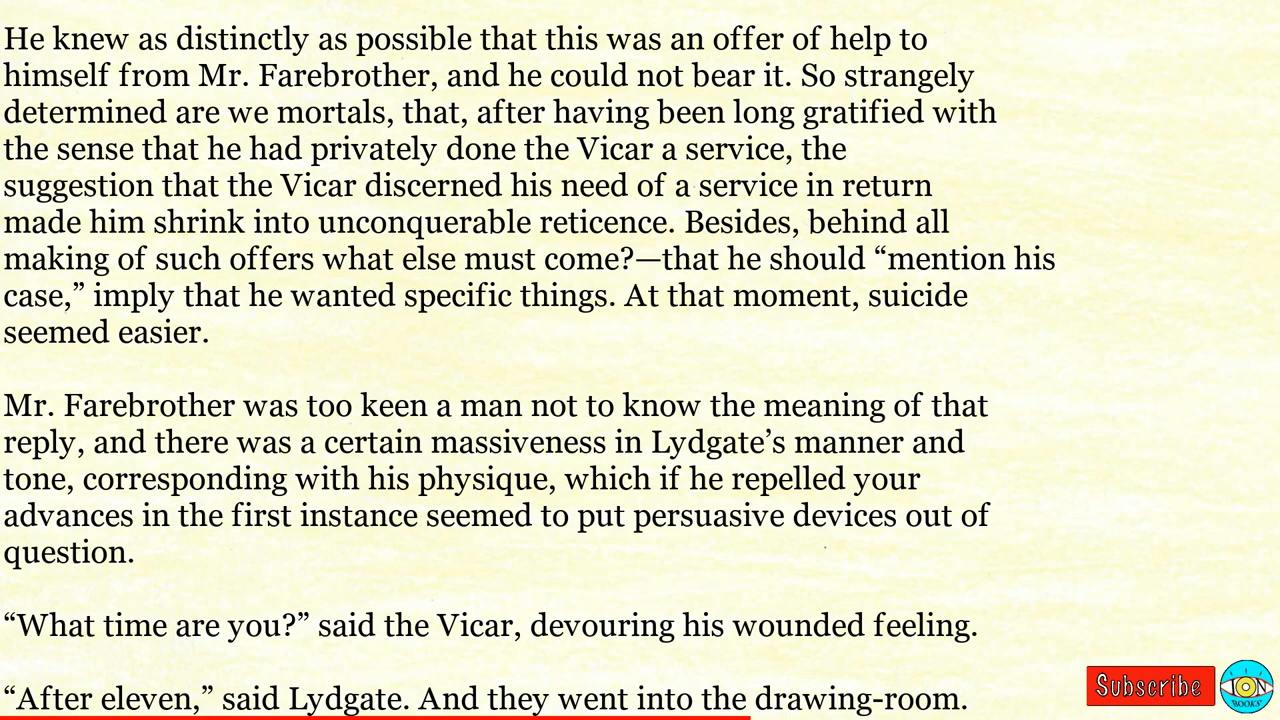 He knew as distinctly as possible that this was an offer of help to
himself from Mr. Farebrother, and he could not bear it. So strangely
determined are we mortals, that, after having been long gratified with
the sense that he had privately done the Vicar a service, the
suggestion that the Vicar discerned his need of a service in return
made him shrink into unconquerable reticence. Besides, behind all
making of such offers what else must come?—that he should “mention his
case,” imply that he wanted specific things. At that moment, suicide
seemed easier.
Mr. Farebrother was too keen a man not to know the meaning of that
reply, and there was a certain massiveness in Lydgate’s manner and
tone, corresponding with his physique, which if he repelled your
advances in the first instance seemed to put persuasive devices out of
question.
“What time are you?” said the Vicar, devouring his wounded feeling.
“After eleven,” said Lydgate. And they went into the drawing-room.
Subscribe
ION
BOOKS